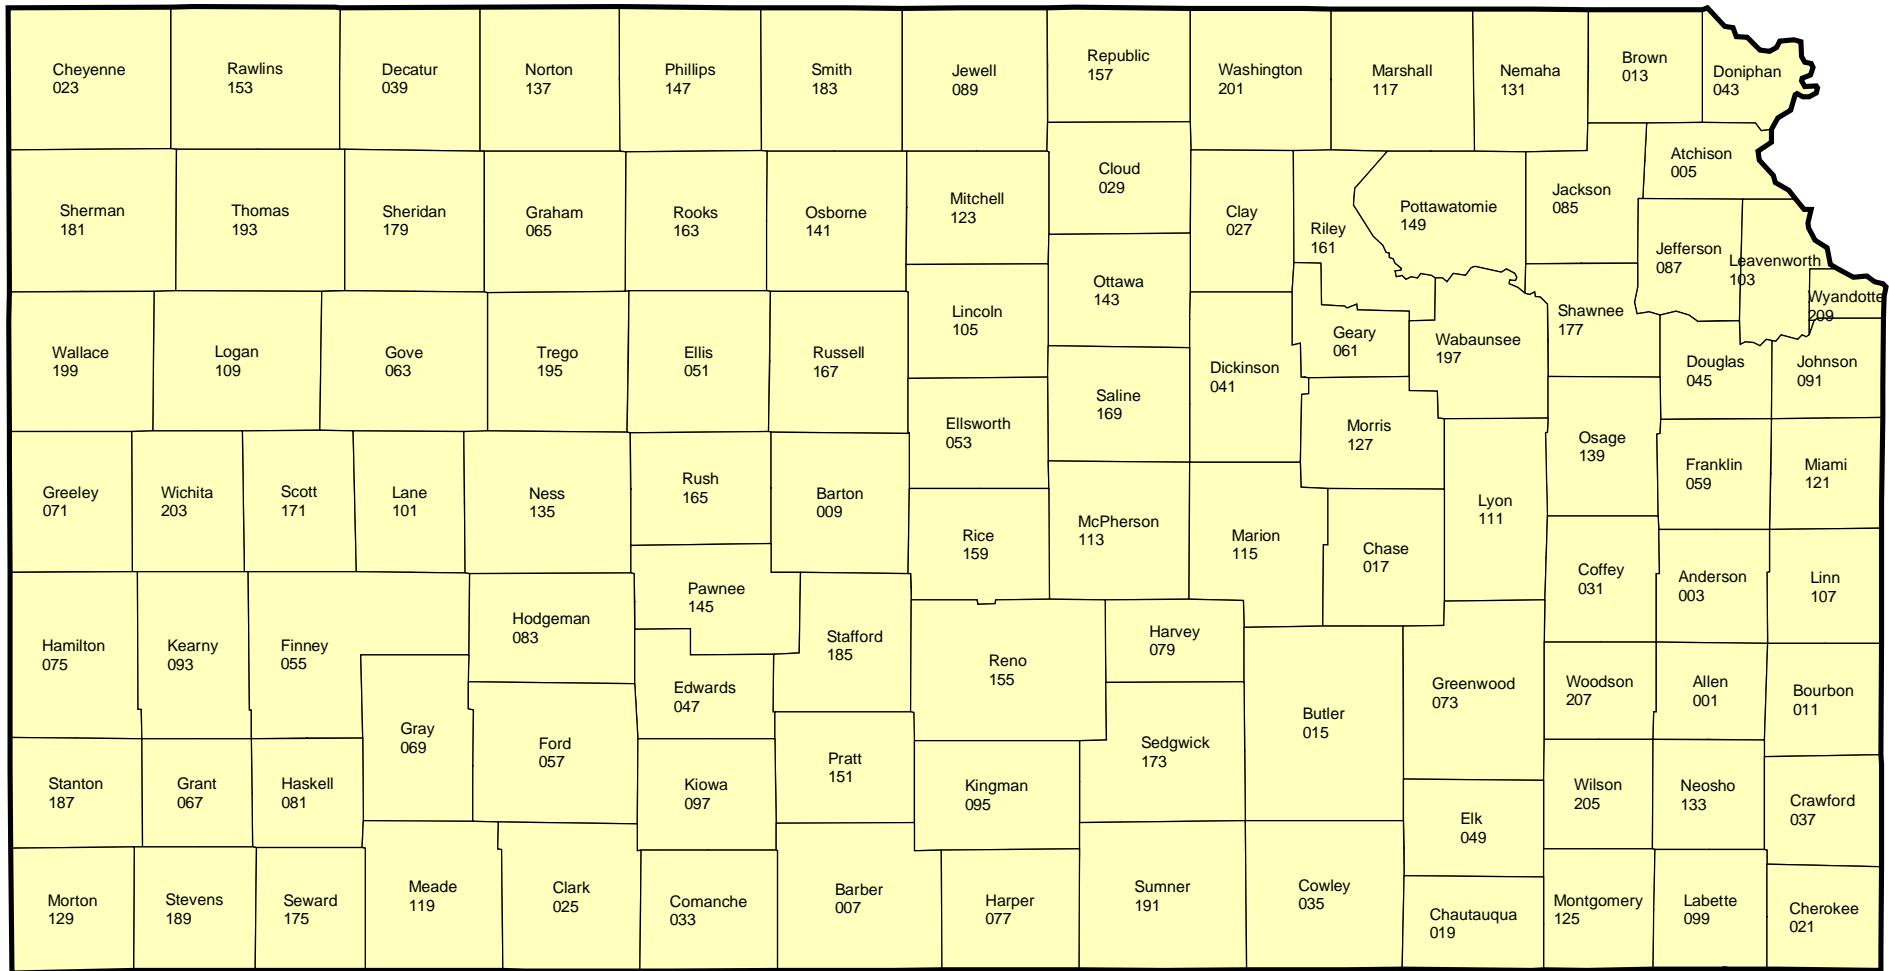 Cheyenne
023
Rawlins
153
Decatur
039
Norton
137
Phillips
147
Smith
183
Jewell
089
Republic
157
Washington
201
Marshall
117
Nemaha
131
Brown
013
Doniphan
043
Sherman
181
Thomas
193
Sheridan
179
Graham
065
Rooks
163
Osborne
141
Mitchell
123
Cloud
029
Clay
027
Riley
161
Pottawatomie
149
Jackson
085
Atchison
005
Jefferson
087
Leavenworth
103
Wyandotte
209
Wallace
199
Logan
109
Gove
063
Trego
195
Ellis
051
Russell
167
Lincoln
105
Ottawa
143
Dickinson
041
Geary
061
Wabaunsee
197
Shawnee
177
Douglas
045
Johnson
091
Ellsworth
053
Saline
169
Morris
127
Osage
139
Franklin
059
Miami
121
Greeley
071
Wichita
203
Scott
171
Lane
101
Ness
135
Rush
165
Barton
009
Rice
159
McPherson
113
Marion
115
Chase
017
Lyon
111
Coffey
031
Anderson
003
Linn
107
Hamilton
075
Kearny
093
Finney
055
Hodgeman
083
Pawnee
145
Stafford
185
Edwards
047
Reno
155
Harvey
079
Butler
015
Greenwood
073
Woodson
207
Allen
001
Bourbon
011
Gray
069
Ford
057
Stanton
187
Grant
067
Haskell
081
Kiowa
097
Pratt
151
Kingman
095
Sedgwick
173
Elk
049
Wilson
205
Neosho
133
Crawford
037
Morton
129
Stevens
189
Seward
175
Meade
119
Clark
025
Comanche
033
Barber
007
Harper
077
Sumner
191
Cowley
035
Chautauqua
019
Montgomery
125
Labette
099
Cherokee
021